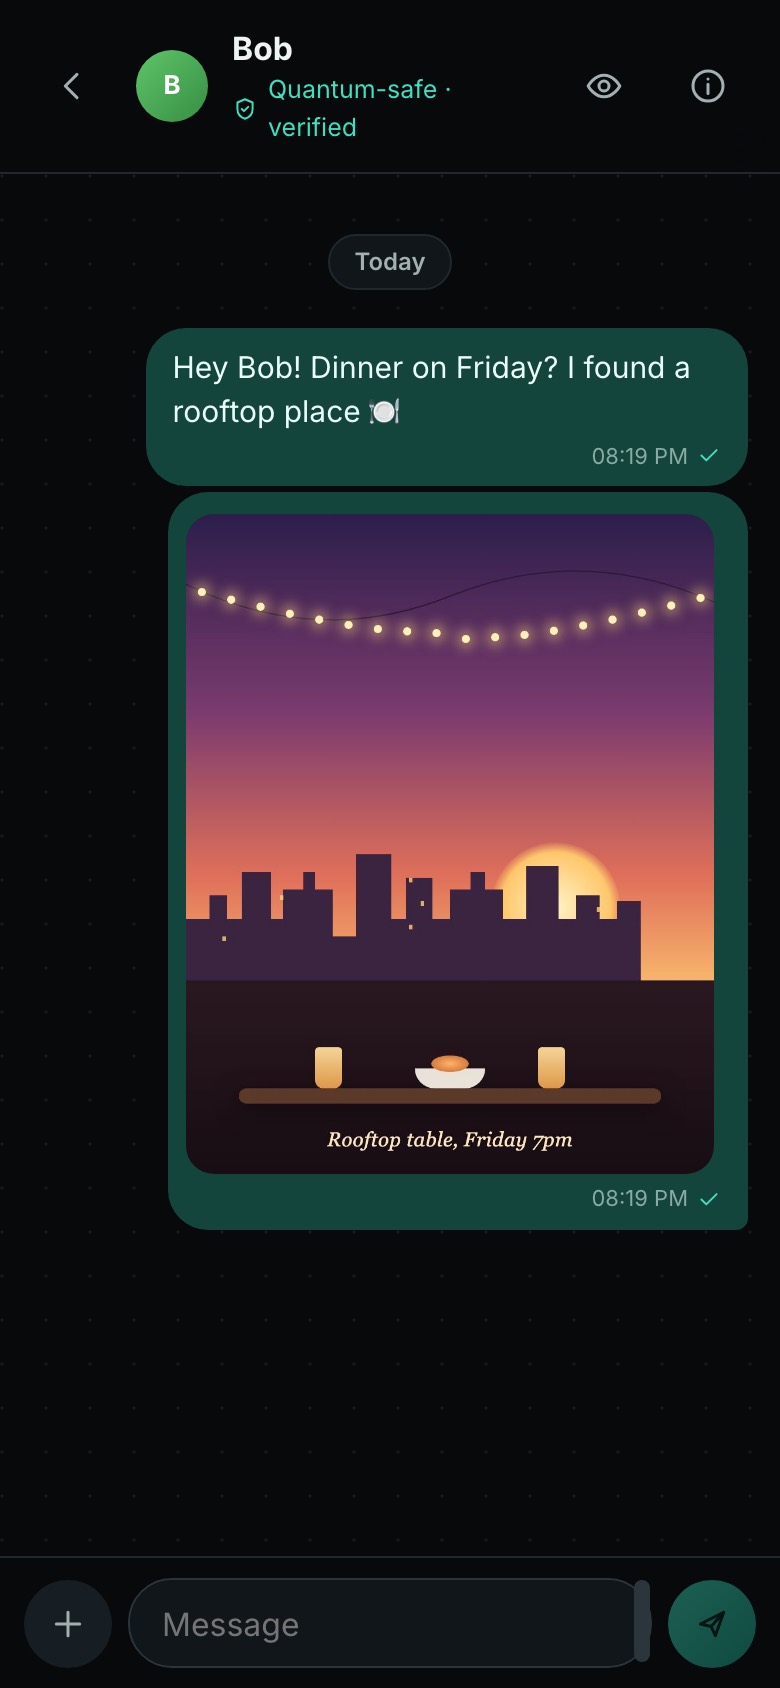 Bob
B
Quantum-safe ·
verified
Today
Hey Bob! Dinner on Friday? I found a
rooftop place 🍽️
08:19 PM
Rooftop table, Friday 7pm
08:19 PM
Message